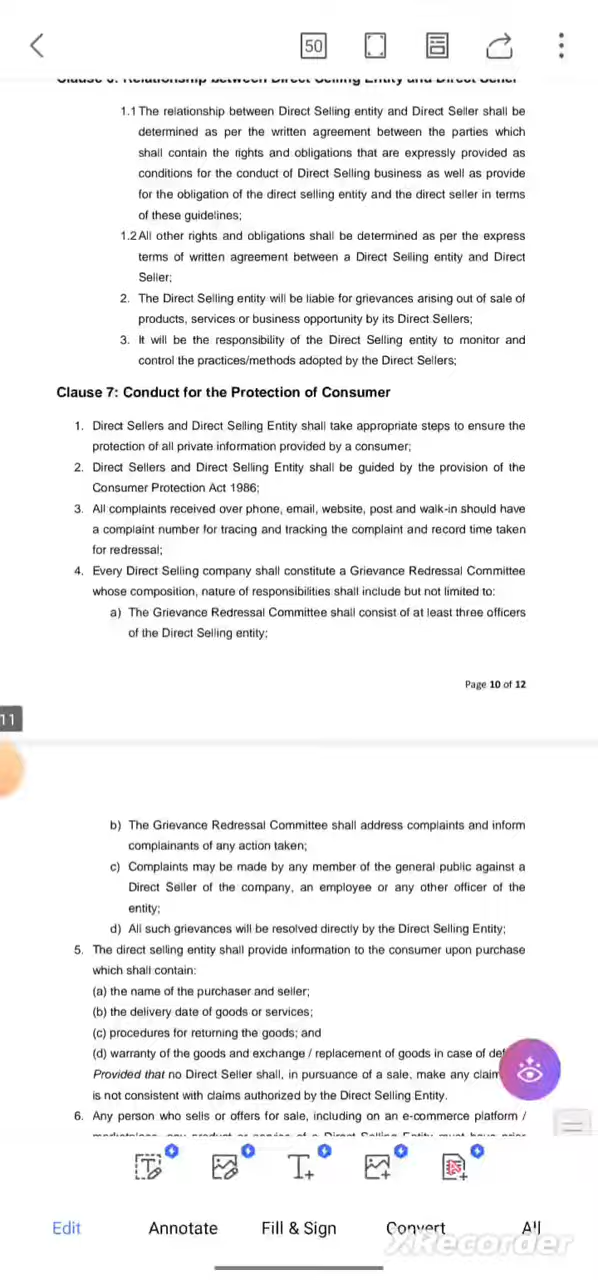 50
Clause 6: Relationship between Direct Selling Entity and Direct Seller
1.1 The relationship between Direct Selling entity and Direct Seller shall be
determined as per the written agreement between the parties which
shall contain the rights and obligations that are expressly provided as
conditions for the conduct of Direct Selling business as well as provide
for the obligation of the direct selling entity and the direct seller in terms
of these guidelines;
1.2 All other rights and obligations shall be determined as per the express
terms of written agreement between a Direct Selling entity and Direct
Seller;
2. The Direct Selling entity will be liable for grievances arising out of sale of
products, services or business opportunity by its Direct Sellers;
3. It will be the responsibility of the Direct Selling entity to monitor and
control the practices/methods adopted by the Direct Sellers;
Clause 7: Conduct for the Protection of Consumer
1. Direct Sellers and Direct Selling Entity shall take appropriate steps to ensure the
protection of all private information provided by a consumer;
2. Direct Sellers and Direct Selling Entity shall be guided by the provision of the
Consumer Protection Act 1986;
3. All complaints received over phone, email, website, post and walk-in should have
a complaint number for tracing and tracking the complaint and record time taken
for redressal;
4. Every Direct Selling company shall constitute a Grievance Redressal Committee
whose composition, nature of responsibilities shall include but not limited to:
a) The Grievance Redressal Committee shall consist of at least three officers
of the Direct Selling entity;
Page 10 of 12
11
b) The Grievance Redressal Committee shall address complaints and inform
complainants of any action taken;
c) Complaints may be made by any member of the general public against a
Direct Seller of the company, an employee or any other officer of the
entity;
d) All such grievances will be resolved directly by the Direct Selling Entity;
5. The direct selling entity shall provide information to the consumer upon purchase
which shall contain:
(a) the name of the purchaser and seller;
(b) the delivery date of goods or services;
(c) procedures for returning the goods; and
(d) warranty of the goods and exchange / replacement of goods in case of def
Provided that no Direct Seller shall, in pursuance of a sale, make any claim
is not consistent with claims authorized by the Direct Selling Entity.
6. Any person who sells or offers for sale, including on an e-commerce platform /
Edit
Annotate
Fill & Sign
Convert
All
XRecorder